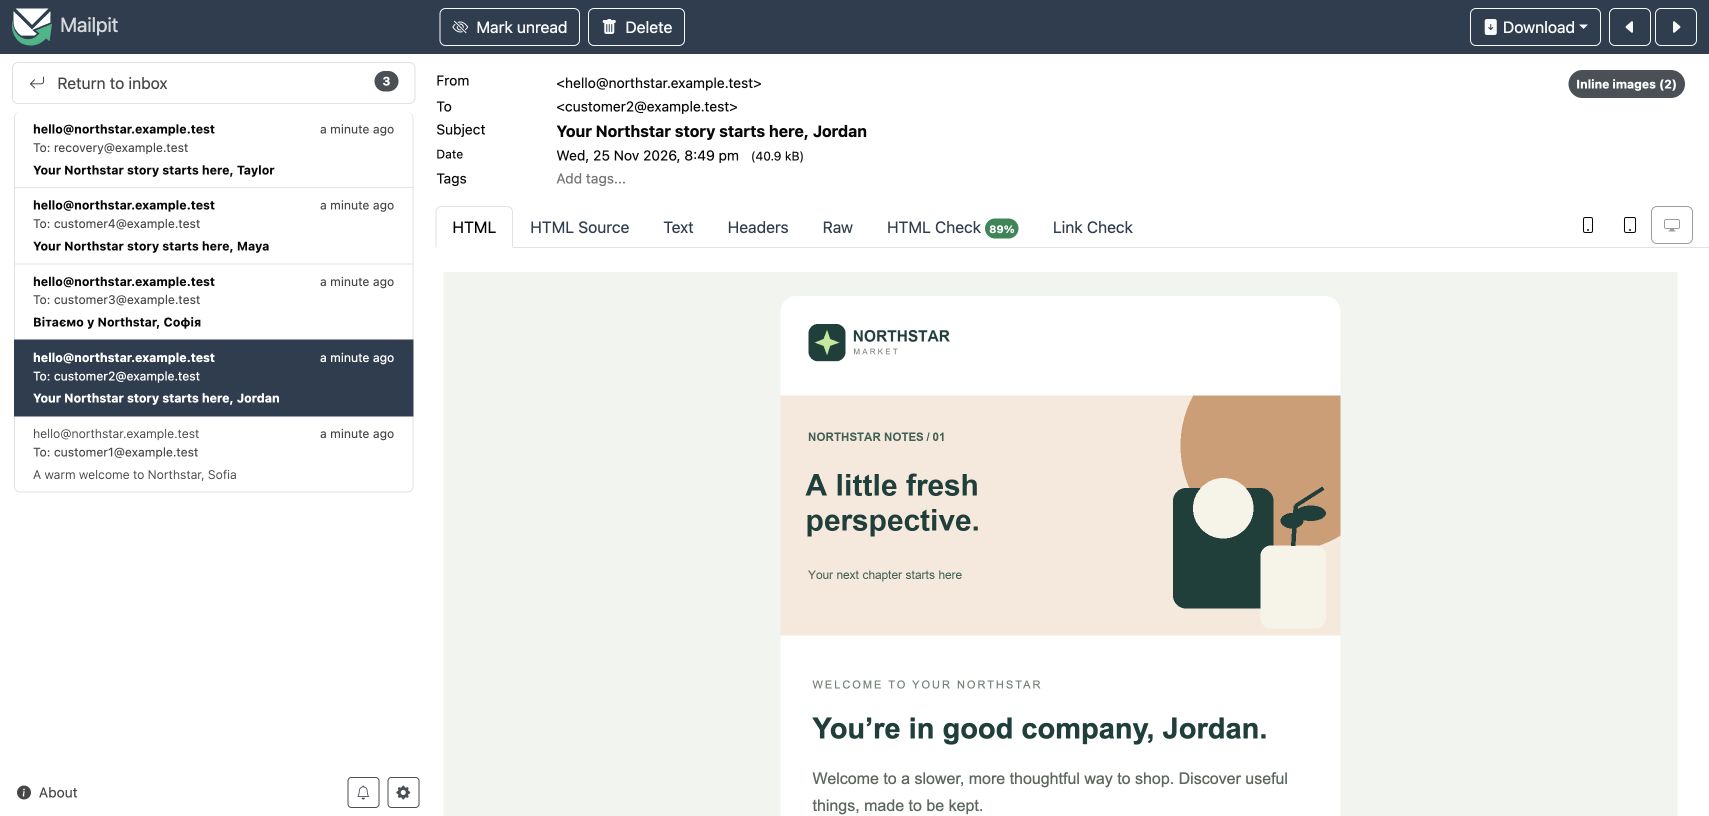 Mailpit
Mark unread
Delete
Download
Return to inbox
3
hello@northstar.example.test a minute ago
To: recovery@example.test
Your Northstar story starts here, Taylor
hello@northstar.example.test a minute ago
To: customer4@example.test
Your Northstar story starts here, Maya
hello@northstar.example.test a minute ago
To: customer3@example.test
Вітаємо у Northstar, Софія
hello@northstar.example.test a minute ago
To: customer2@example.test
Your Northstar story starts here, Jordan
hello@northstar.example.test a minute ago
To: customer1@example.test
A warm welcome to Northstar, Sofia
About
From <hello@northstar.example.test>
Inline images (2)
To <customer2@example.test>
Subject Your Northstar story starts here, Jordan
Date Wed, 25 Nov 2026, 8:49 pm (40.9 kB)
Tags Add tags...
HTML HTML Source Text Headers Raw HTML Check 89% Link Check
NORTHSTAR
MARKET
NORTHSTAR NOTES / 01
A little fresh
perspective.
Your next chapter starts here
WELCOME TO YOUR NORTHSTAR
You’re in good company, Jordan.
Welcome to a slower, more thoughtful way to shop. Discover useful
things, made to be kept.